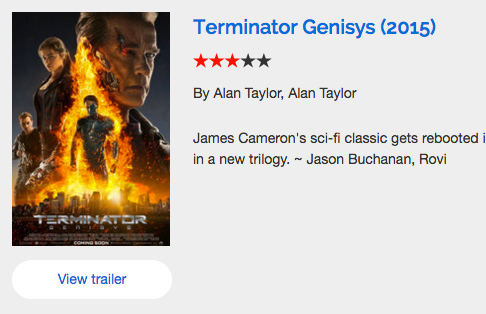 Terminator Genisys (2015)
By Alan Taylor, Alan Taylor
James Cameron's sci-fi classic gets rebooted i
in a new trilogy. ~ Jason Buchanan, Rovi
TERMINATOR
GENISYS
COMING SOON
View trailer